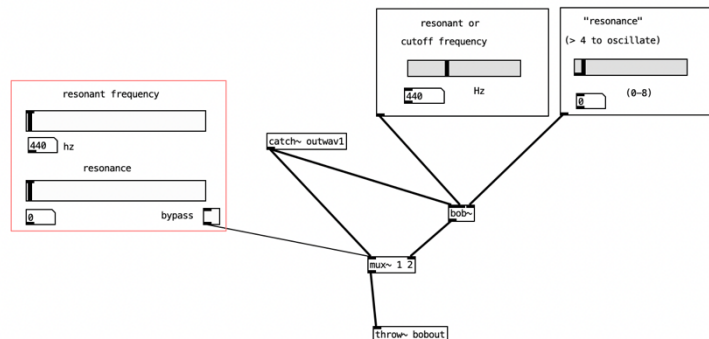 resonant or
cutoff frequency
440
Hz
"resonance"
(> 4 to oscillate)
0
(0—8)
resonant frequency
440
hz
resonance
0
bypass
catch~ outwav1
bob~
mux~ 1 2
throw~ bobout